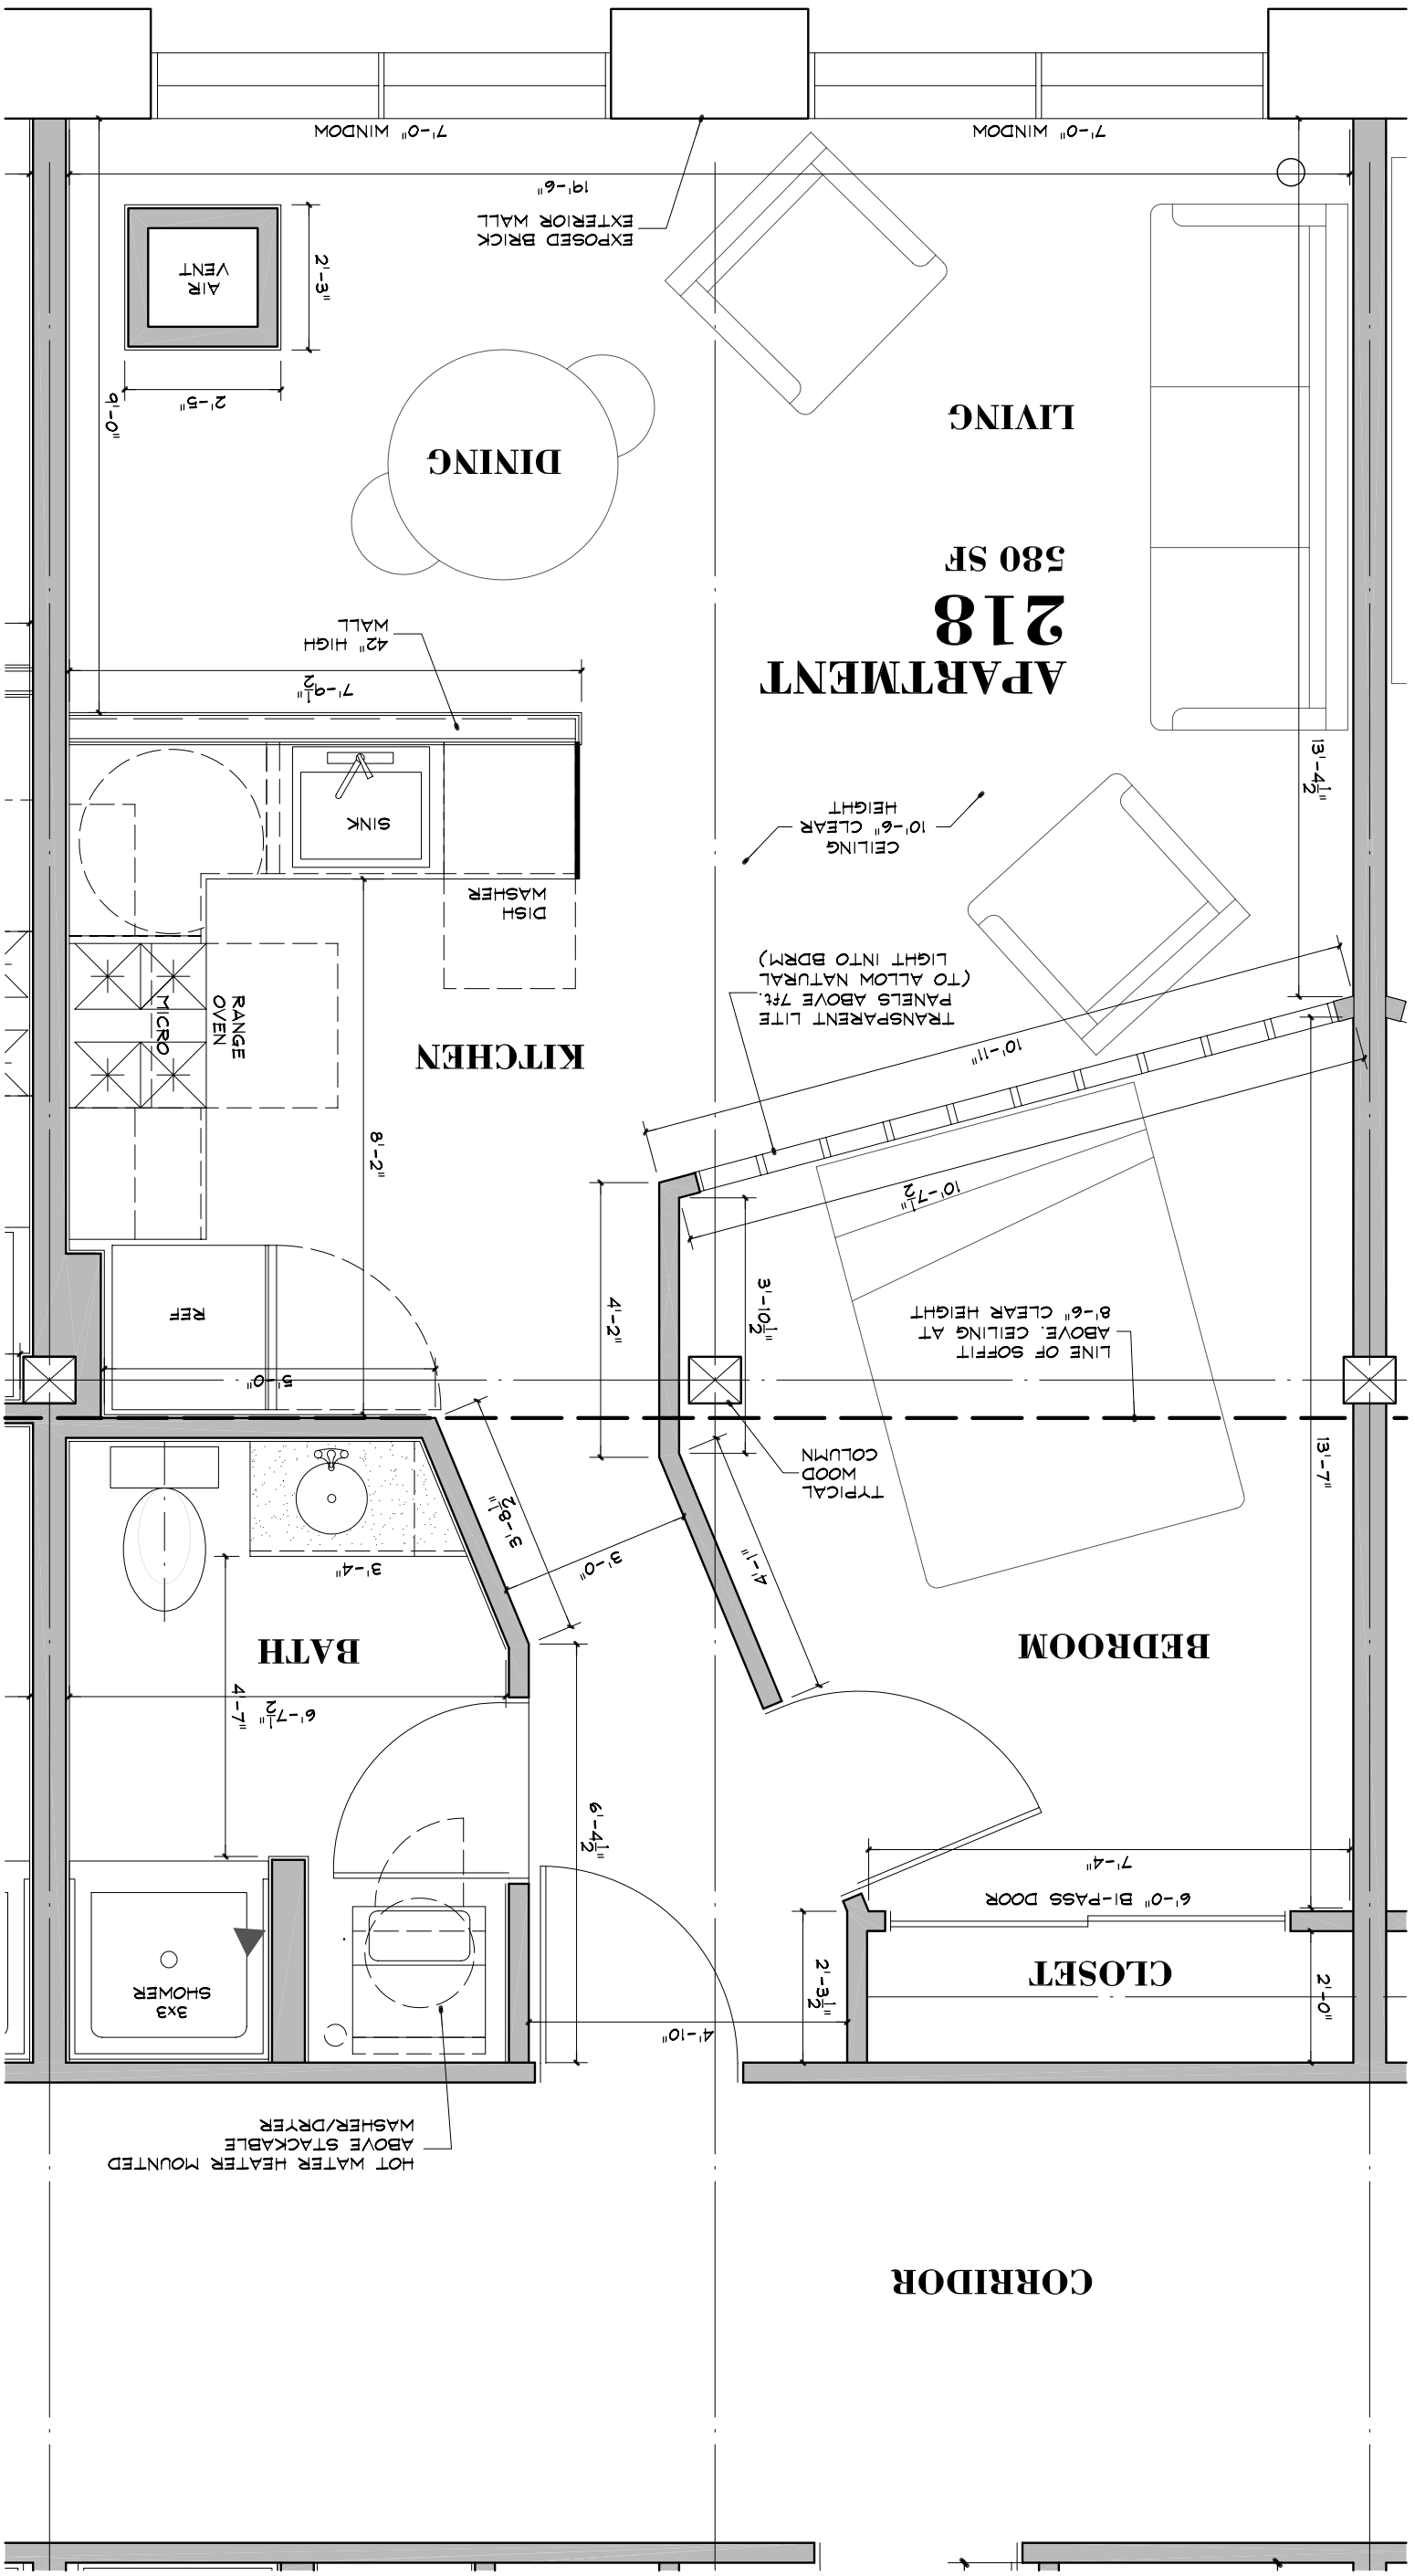 CORRIDOR
HOT WATER HEATER MOUNTED
ABOVE STACKABLE
WASHER/DRYER
4'-10"
3x3
SHOWER
2'-0"
CLOSET
2'-3½"
6'-0" BI-PASS DOOR
7'-4"
6'-4½"
6'-7½"
4'-7"
BEDROOM
BATH
4'-1"
3'-0"
3'-4"
3'-8½"
TYPICAL
WOOD
COLUMN
13'-7"
5'-0"
LINE OF SOFFIT
ABOVE. CEILING AT
8'-6" CLEAR HEIGHT
3'-10½"
4'-2"
REF
10'-7½"
8'-2"
10'-11"
KITCHEN
RANGE
OVEN
MICRO
TRANSPARENT LITE
PANELS ABOVE 7ft.
(TO ALLOW NATURAL
LIGHT INTO BDRM)
DISH
WASHER
CEILING
10'-6" CLEAR
HEIGHT
SINK
13'-4½"
7'-9½"
APARTMENT
218
580 SF
42" HIGH
WALL
DINING
LIVING
9'-0"
2'-5"
AIR
VENT
2'-3"
EXPOSED BRICK
EXTERIOR WALL
19'-6"
7'-0" WINDOW
7'-0" WINDOW